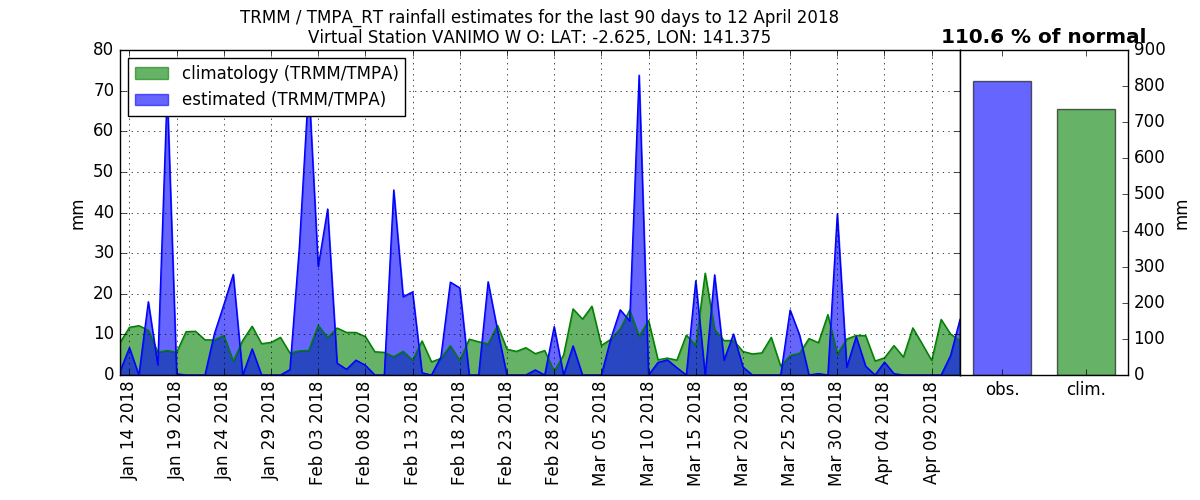 TRMM / TMPA_RT rainfall estimates for the last 90 days to 12 April 2018
Virtual Station VANIMO W O: LAT: -2.625, LON: 141.375
110.6 % of normal
climatology (TRMM/TMPA)
estimated (TRMM/TMPA)
80
70
60
50
40
30
20
10
0
mm
Jan 14 2018
Jan 19 2018
Jan 24 2018
Jan 29 2018
Feb 03 2018
Feb 08 2018
Feb 13 2018
Feb 18 2018
Feb 23 2018
Feb 28 2018
Mar 05 2018
Mar 10 2018
Mar 15 2018
Mar 20 2018
Mar 25 2018
Mar 30 2018
Apr 04 2018
Apr 09 2018
obs.
clim.
900
800
700
600
500
400
300
200
100
0
mm